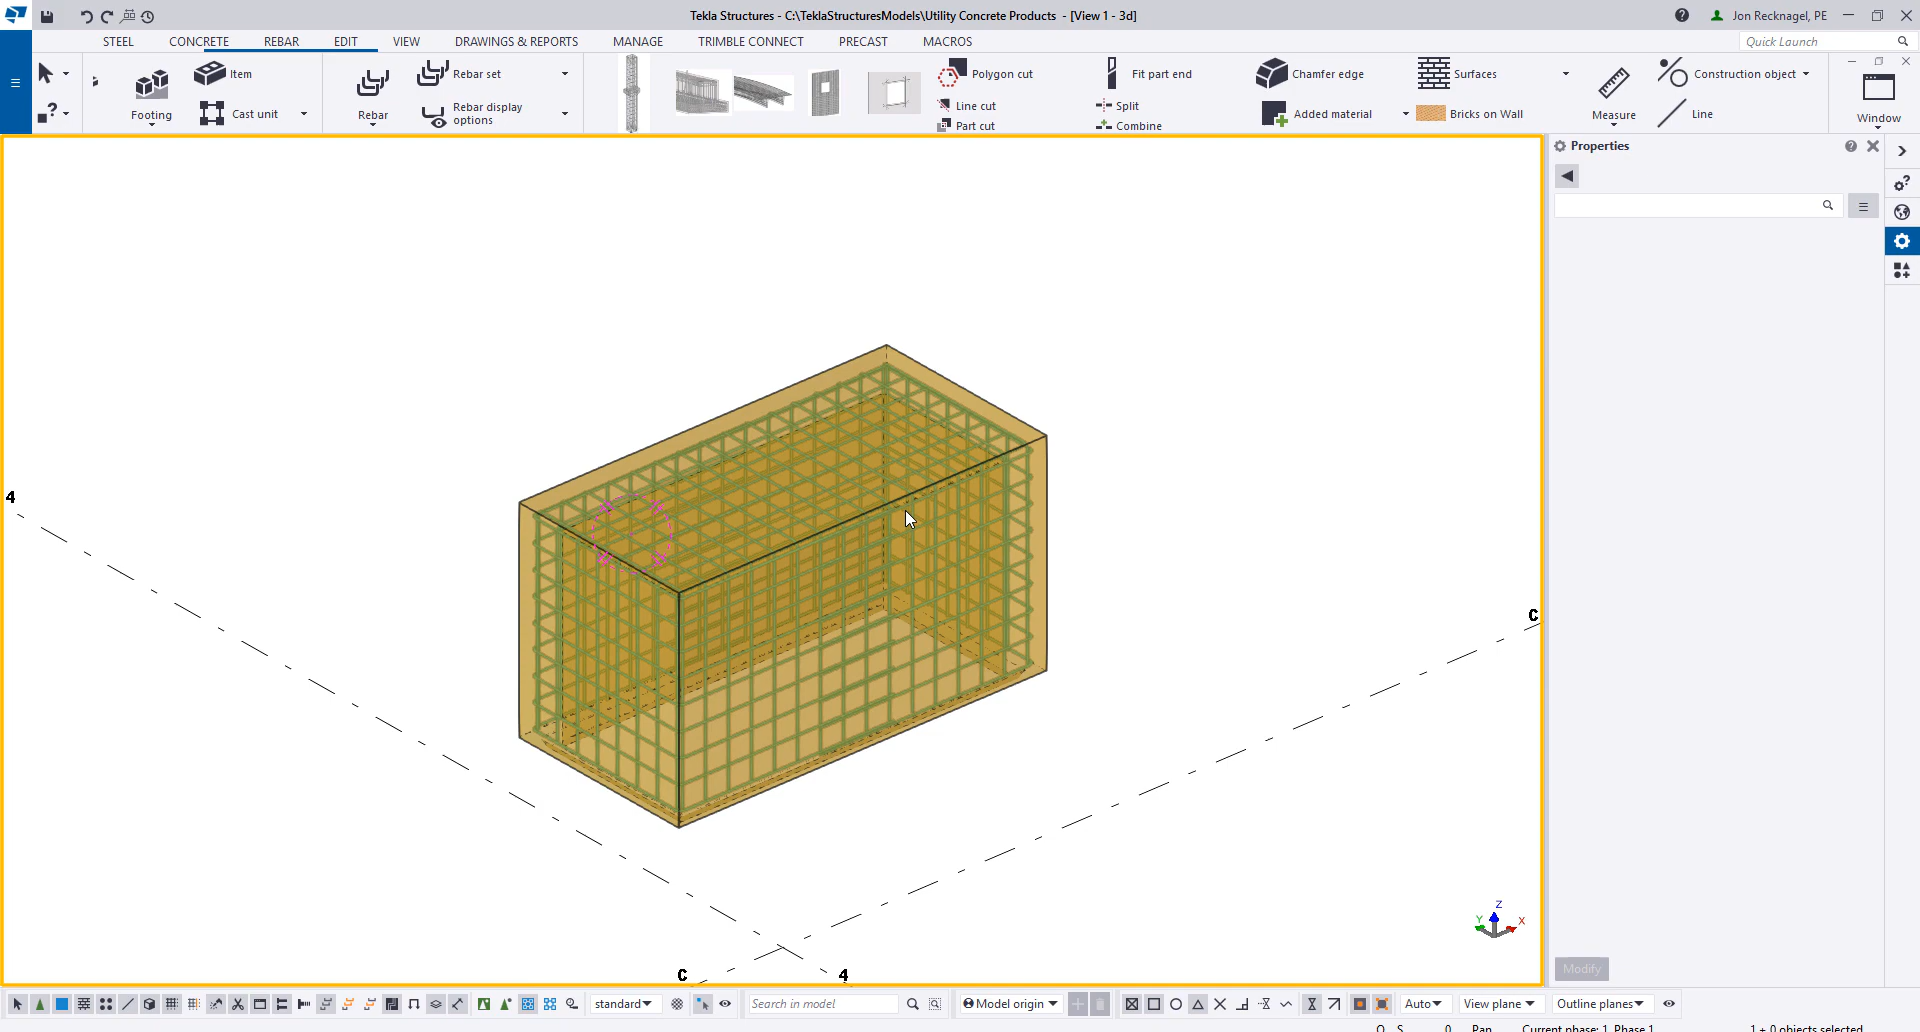 Tekla Structures - C:\TeklaStructuresModels\Utility Concrete Products - [View 1 - 3d]
Jon Recknagel, PE
STEEL CONCRETE REBAR EDIT VIEW DRAWINGS & REPORTS MANAGE TRIMBLE CONNECT PRECAST MACROS
Quick Launch
Footing
Item
Cast unit
Rebar
Rebar set
Rebar display
options
Polygon cut
Line cut
Part cut
Fit part end
Split
Combine
Chamfer edge
Added material
Surfaces
Bricks on Wall
Measure
Construction object
Line
Window
Properties
4
C
Z
Y
X
C
4
Modify
standard
Search in model
Model origin
Auto
View plane
Outline planes
O S 0 Pan Current phase: 1, Phase 1 1 + 0 objects selected